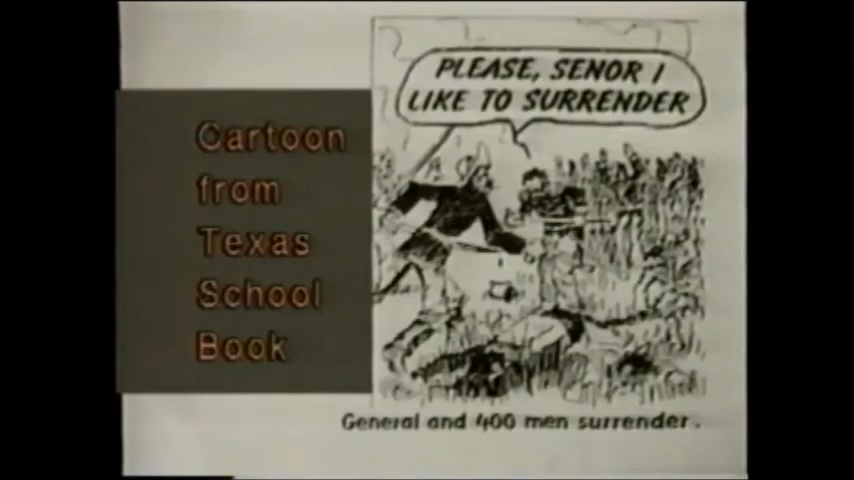 Cartoon
from
Texas
School
Book
PLEASE, SENOR I
LIKE TO SURRENDER
General and 400 men surrender.